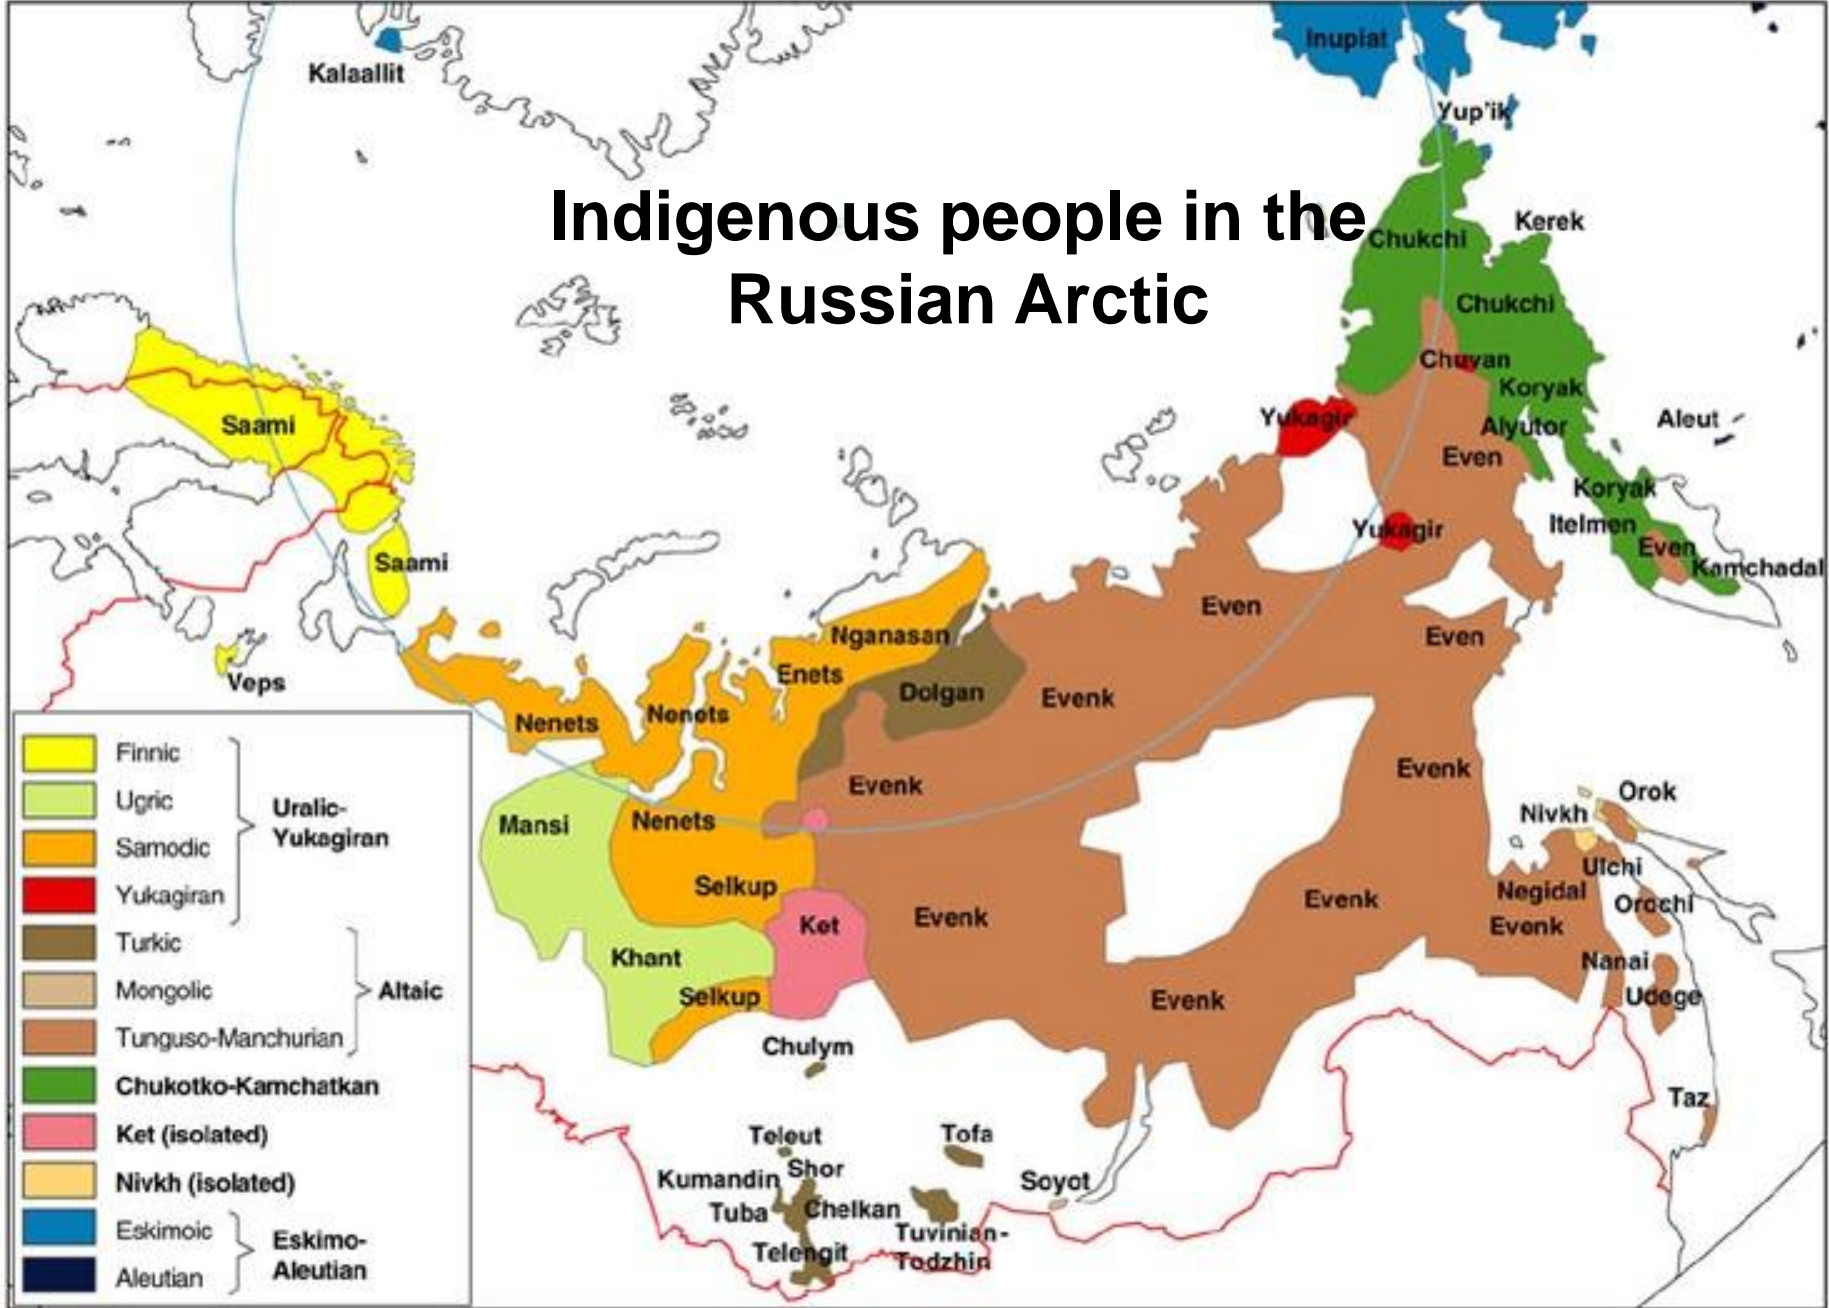 Inupiat
Kalaallit
Yup'ik
Indigenous people in the
Russian Arctic
Kerek
Chukchi
Chukchi
Chuvan
Koryak
Yukagir
Alyutor
Aleut
Saami
Even
Koryak
Itelmen
Yukagir
Even
Kamchadal
Saami
Even
Nganasan
Even
Enets
Veps
Dolgan
Evenk
Nenets
Nenets
Evenk
Evenk
Orok
Nivkh
Mansi
Nenets
Ulchi
Selkup
Negidal
Evenk
Orochi
Ket
Evenk
Evenk
Khant
Nanai
Selkup
Udege
Evenk
Chulym
Taz
Teleut
Tofa
Shor
Kumandin
Soyot
Tuba
Chelkan
Tuvinian-
Todzhin
Telengit
Finnic
Ugric
Samodic
Yukagiran
Uralic-
Yukagiran
Turkic
Mongolic
Tunguso-Manchurian
Altaic
Chukotko-Kamchatkan
Ket (isolated)
Nivkh (isolated)
Eskimoic
Aleutian
Eskimo-
Aleutian